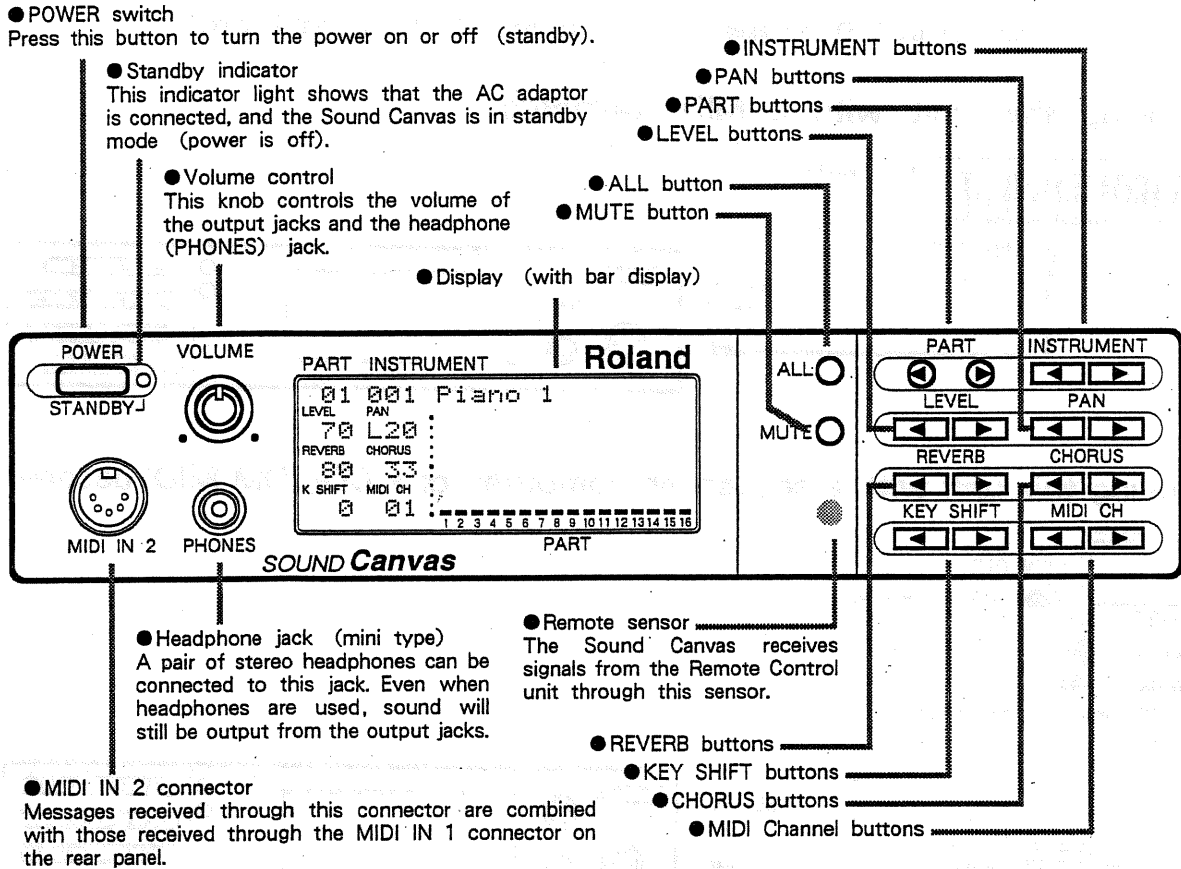 ●POWER switch
Press this button to turn the power on or off (standby).
●Standby indicator
This indicator light shows that the AC adaptor
is connected, and the Sound Canvas is in standby
mode (power is off).
●Volume control
This knob controls the volume of
the output jacks and the headphone
(PHONES) jack.
●Display (with bar display)
●INSTRUMENT buttons
●PAN buttons
●PART buttons
●LEVEL buttons
●ALL button
●MUTE button
POWER
STANDBY
VOLUME
MIDI IN 2
PHONES
PART INSTRUMENT
Roland
01 001 Piano 1
LEVEL PAN
70 L20
REVERB CHORUS
80 33
K SHIFT MIDI CH
0 01
1 2 3 4 5 6 7 8 9 10 11 12 13 14 15 16
PART
SOUND Canvas
ALL
MUTE
PART INSTRUMENT
LEVEL PAN
REVERB CHORUS
KEY SHIFT MIDI CH
●Headphone jack (mini type)
A pair of stereo headphones can be
connected to this jack. Even when
headphones are used, sound will
still be output from the output jacks.
●MIDI IN 2 connector
Messages received through this connector are combined
with those received through the MIDI IN 1 connector on
the rear panel.
●Remote sensor
The Sound Canvas receives
signals from the Remote Control
unit through this sensor.
●REVERB buttons
●KEY SHIFT buttons
●CHORUS buttons
●MIDI Channel buttons